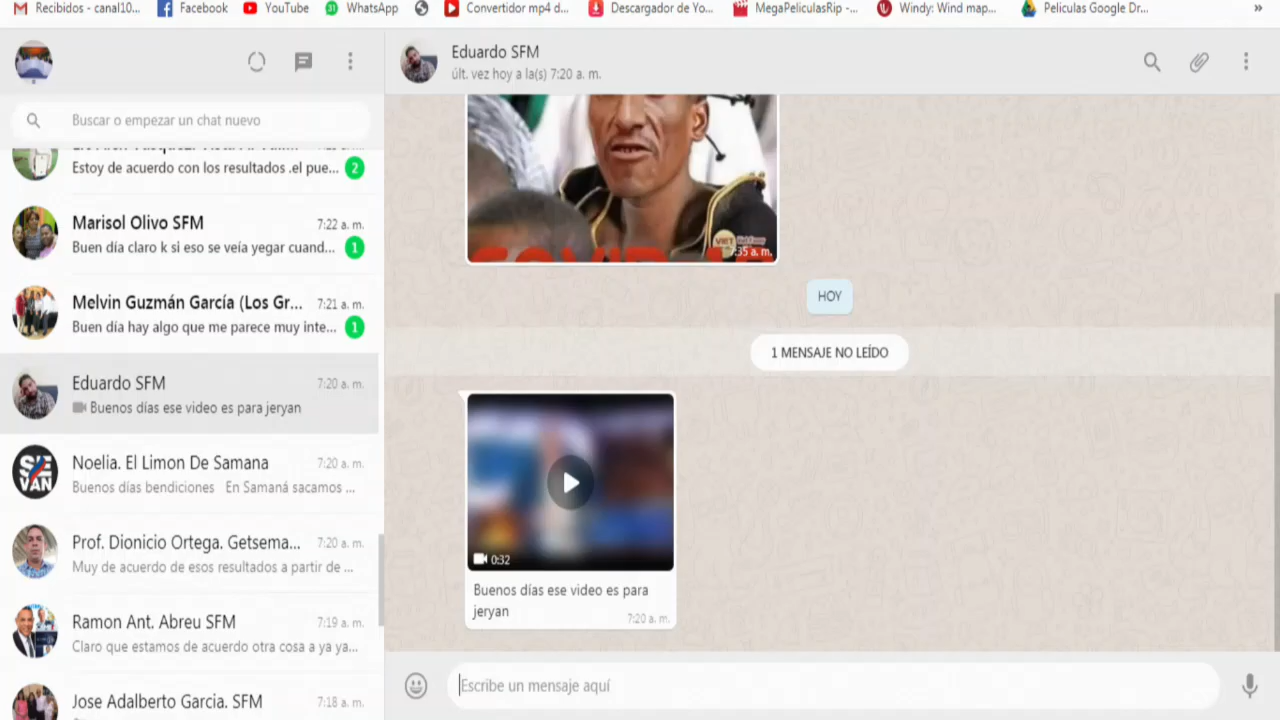 Recibidos - canal10...
Facebook
YouTube
WhatsApp
Convertidor mp4 d...
Descargador de Yo...
MegaPeliculasRip -...
Windy: Wind map...
Peliculas Google Dr...
»
Eduardo SFM
últ. vez hoy a la(s) 7:20 a. m.
Buscar o empezar un chat nuevo
Estoy de acuerdo con los resultados .el pue... 2
Marisol Olivo SFM 7:22 a. m.
Buen día claro k si eso se veía yegar cuand... 1
Melvin Guzmán García (Los Gr... 7:21 a. m.
Buen día hay algo que me parece muy inte... 1
Eduardo SFM 7:20 a. m.
Buenos días ese video es para jeryan
Noelia. El Limon De Samana 7:20 a. m.
Buenos días bendiciones En Samaná sacamos ...
SE VAN
Prof. Dionicio Ortega. Getsema... 7:20 a. m.
Muy de acuerdo de esos resultados a partir de ...
Ramon Ant. Abreu SFM 7:19 a. m.
Claro que estamos de acuerdo otra cosa a ya ya...
Jose Adalberto Garcia. SFM 7:18 a. m.
VIET
7:35 a. m.
HOY
1 MENSAJE NO LEÍDO
0:32
Buenos días ese video es para
jeryan
7:20 a. m.
Escribe un mensaje aquí